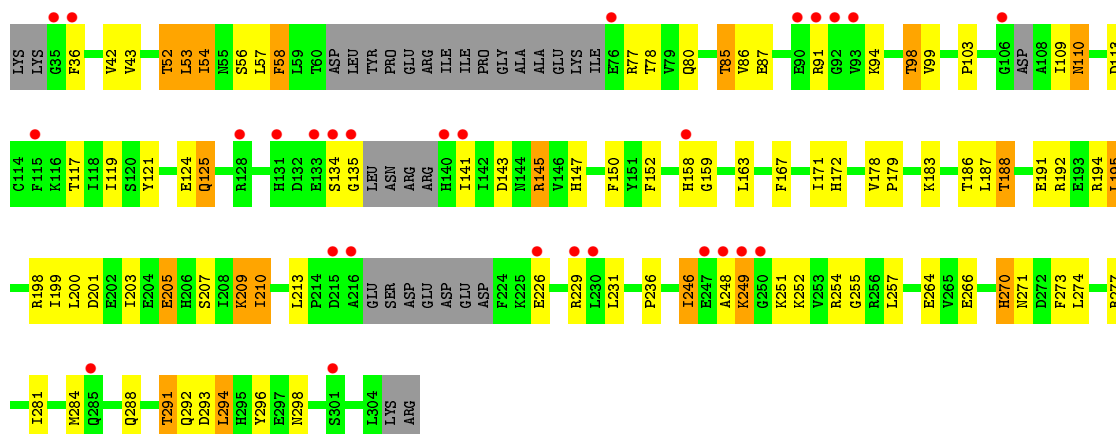 LYS LYS G35 F36 V42 V43 T52 L53 I54 N55 S56 L57 F58 L59 T60 ASP LEU TYR PRO GLU ARG ILE ILE PRO GLY ALA ALA GLU LYS ILE E76 R77 T78 V79 Q80 T85 V86 E87 E90 R91 G92 V93 K94 T98 V99 P103 G106 ASP A108 I109 N110
C114 F115 K116 T117 I118 I119 S120 Y121 E124 Q125 R128 H131 D132 E133 S134 G135 LEU ASN ARG ARG H140 I141 I142 D143 N144 R145 V146 H147 F150 Y151 F152 H158 G159 L163 F167 I171 H172 V178 P179 K183 T186 L187 T188 E191 R192 E193 R194 L195
R198 I199 L200 D201 E202 I203 E204 E205 H206 S207 I208 K209 I210 L213 P214 D215 A216 GLU SER ASP GLU ASP GLU ASP F224 K225 E226 R229 L230 L231 P236 I246 E247 A248 K249 G250 K251 K252 V253 R254 G255 R256 L257 E264 V265 E266 R270 N271 D272 F273 L274
I281 M284 Q285 Q288 T291 Q292 D293 L294 H295 Y296 E297 N298 S301 L304 LYS ARG